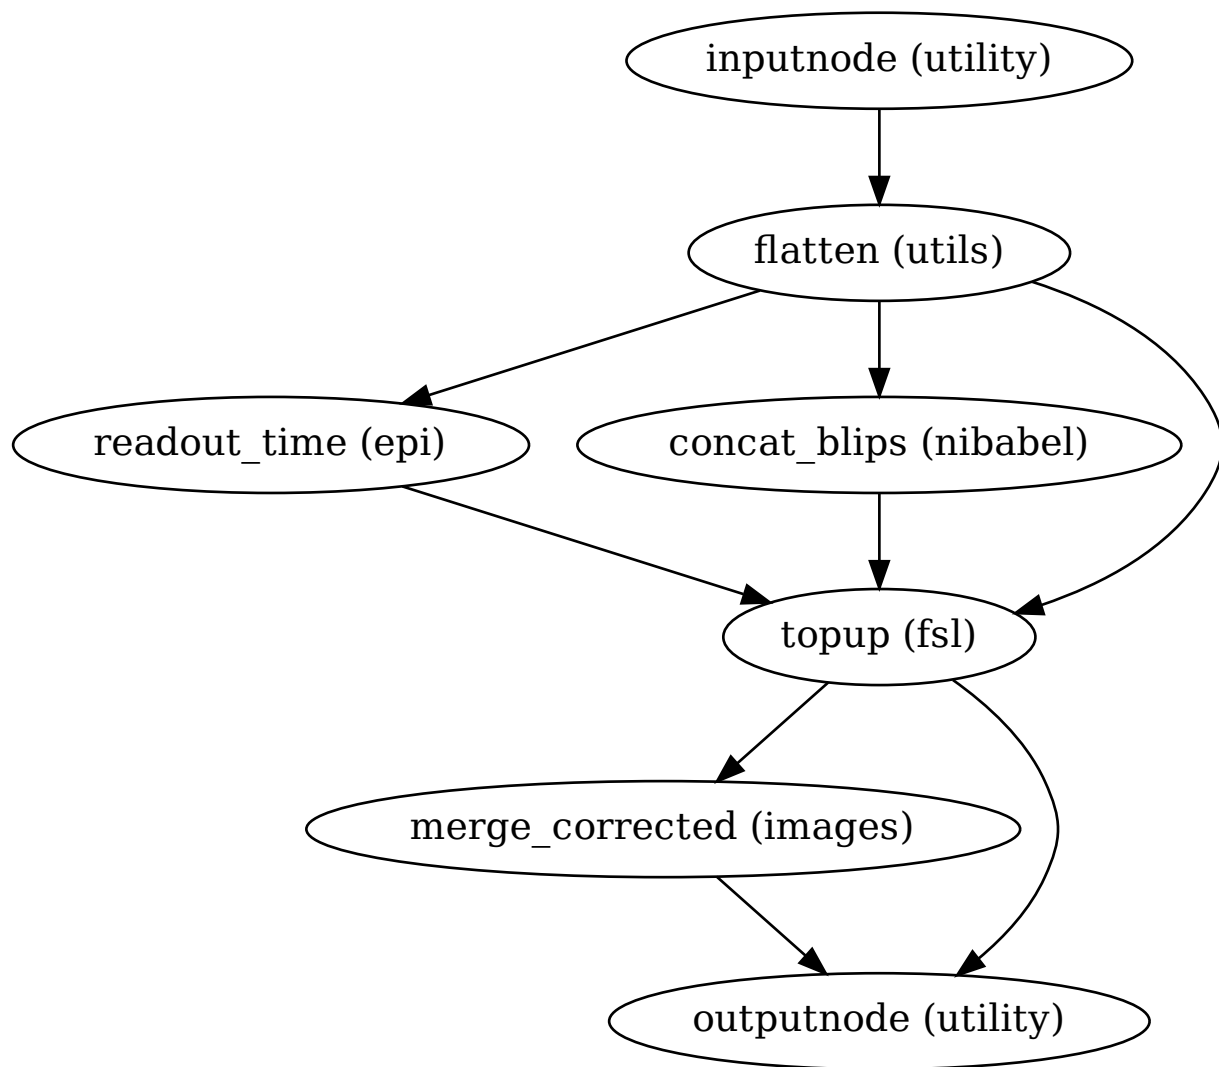 inputnode (utility)
flatten (utils)
readout_time (epi)
concat_blips (nibabel)
topup (fsl)
merge_corrected (images)
outputnode (utility)